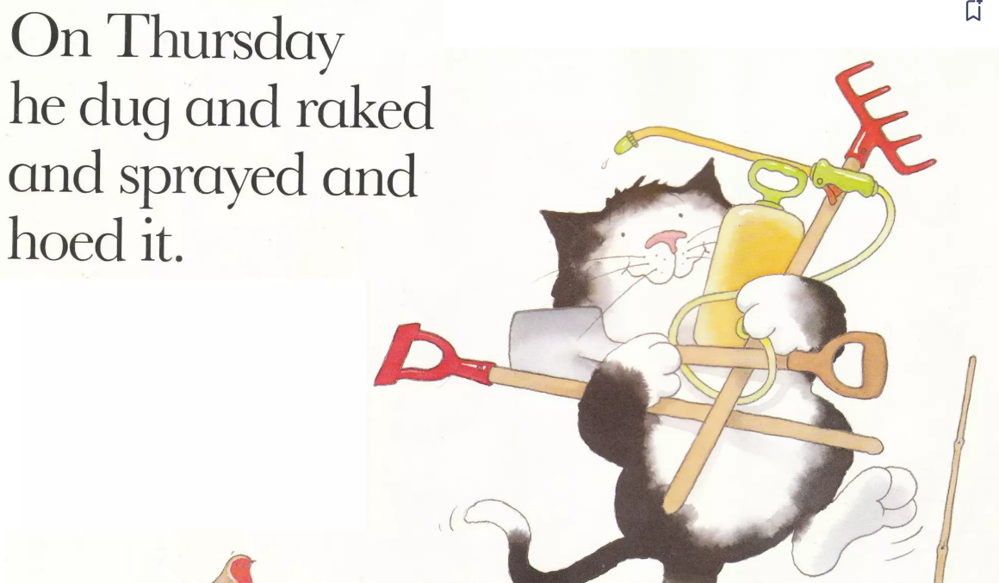 On Thursday
he dug and raked
and sprayed and
hoed it.